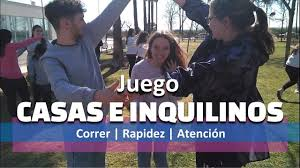 Juego
CASAS E INQUILINOS
Correr | Rapidez | Atención